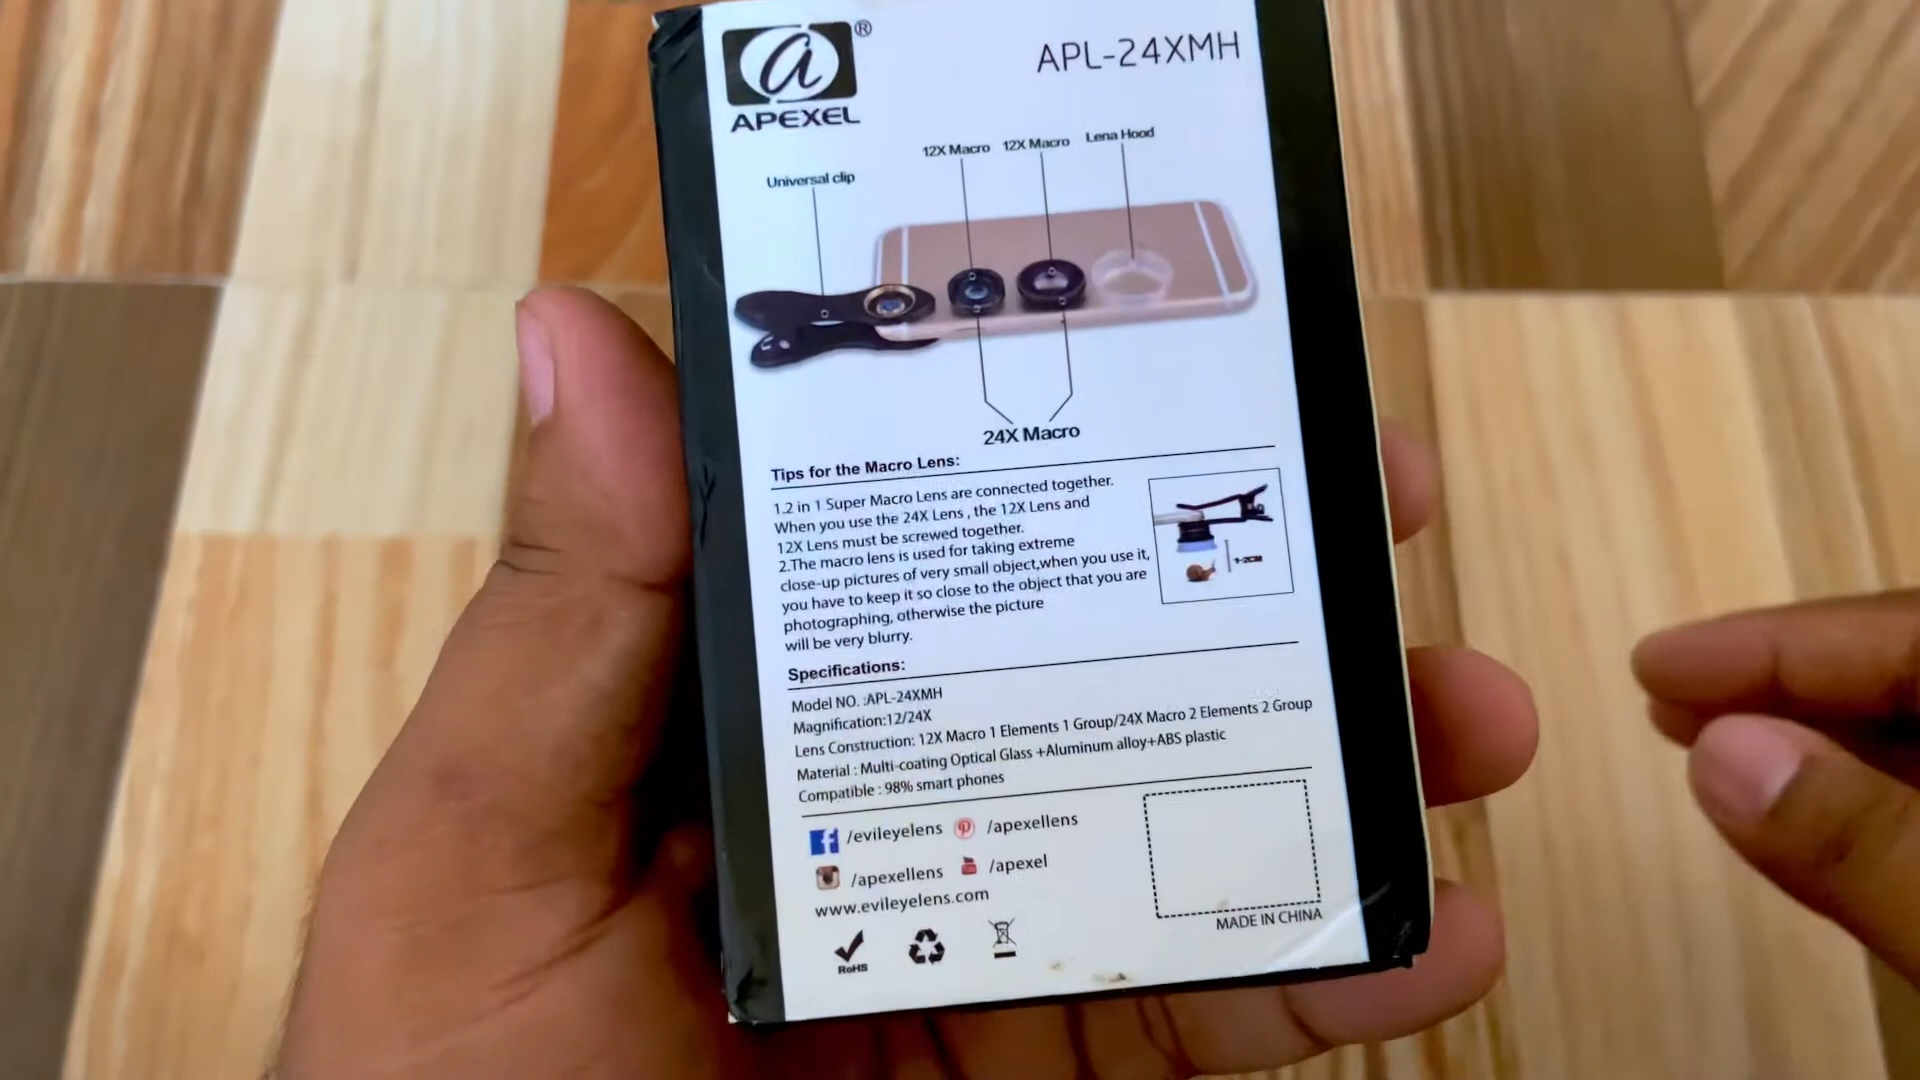 APEXEL
®
APL-24XMH
12X Macro 12X Macro Lena Hood
Universal clip
24X Macro
Tips for the Macro Lens:
1.2 in 1 Super Macro Lens are connected together.
When you use the 24X Lens , the 12X Lens and
12X Lens must be screwed together.
2.The macro lens is used for taking extreme
close-up pictures of very small object,when you use it,
you have to keep it so close to the object that you are
photographing, otherwise the picture
will be very blurry.
1-2CM
Specifications:
Model NO. :APL-24XMH
Magnification:12/24X
Lens Construction: 12X Macro 1 Elements 1 Group/24X Macro 2 Elements 2 Group
Material : Multi-coating Optical Glass +Aluminum alloy+ABS plastic
Compatible : 98% smart phones
/evileyelens /apexellens
/apexellens /apexel
www.evileyelens.com
MADE IN CHINA
RoHS